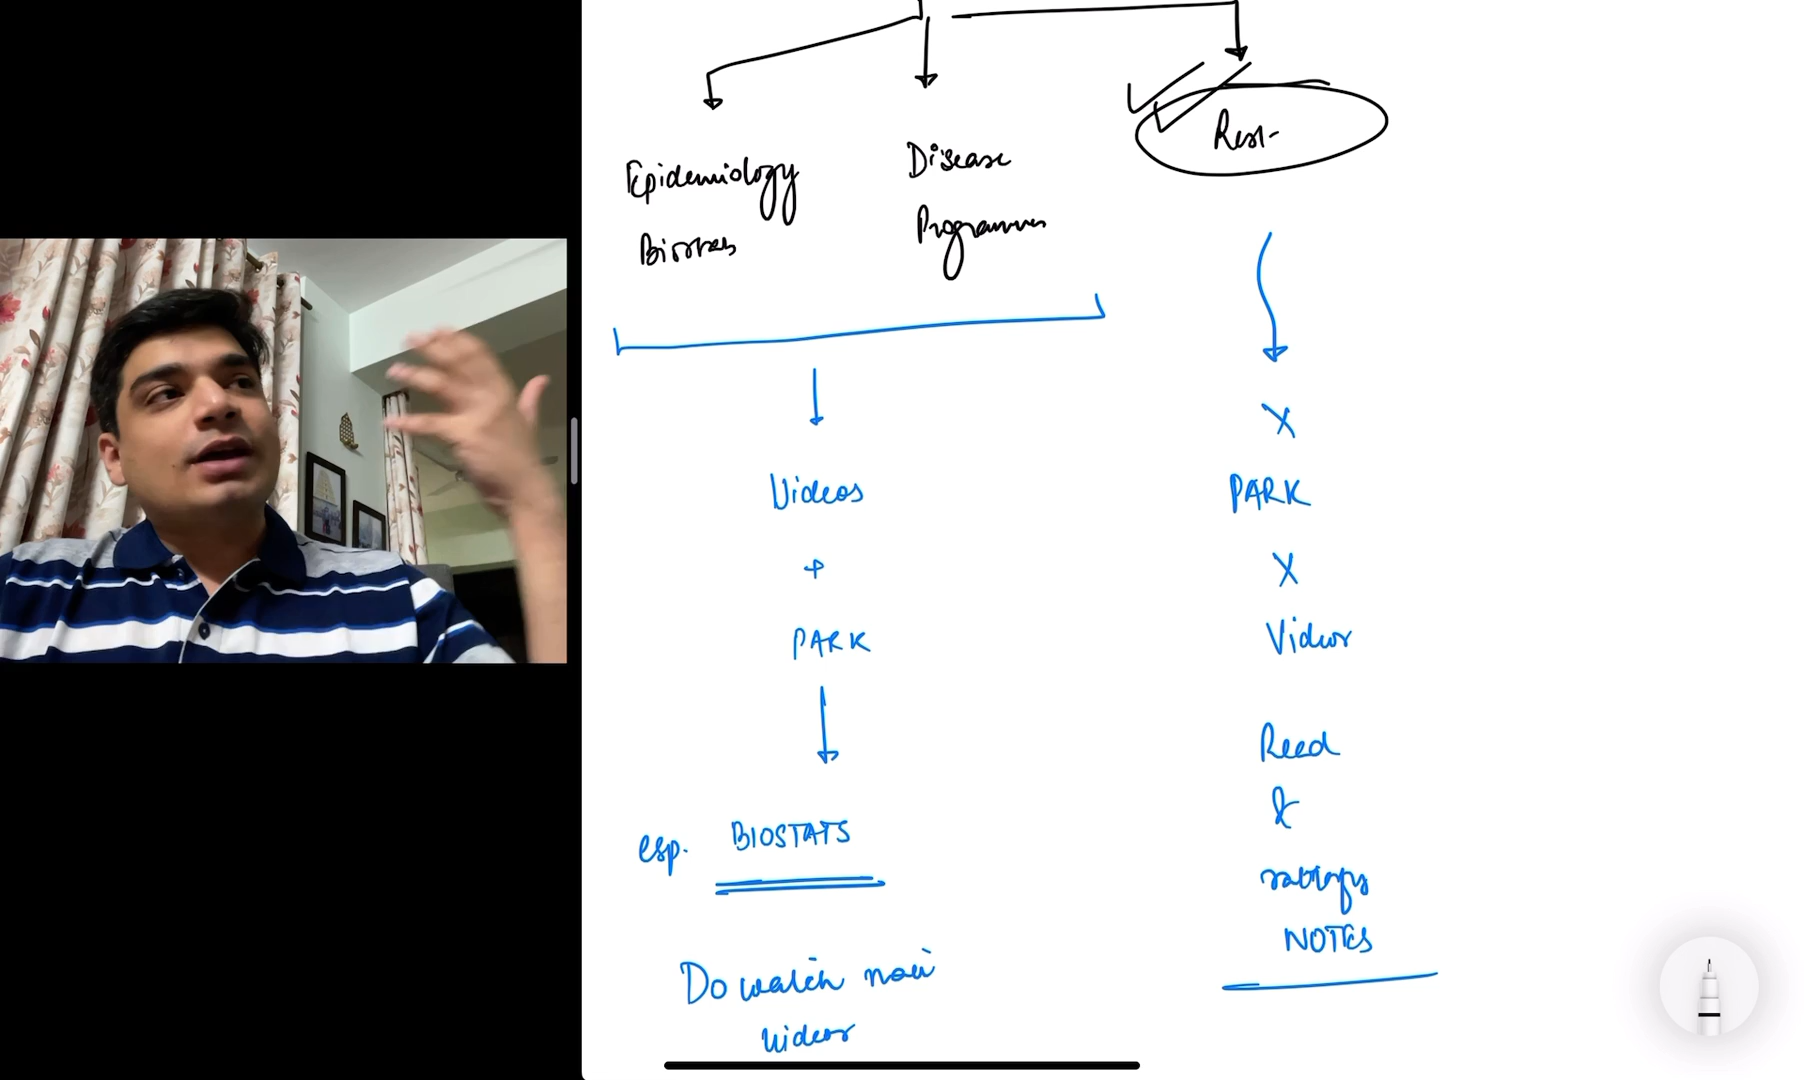 Epidemiology
Biostats
Disease
Programmes
Rest
Videos
+
PARK
esp. BIOSTATS
Do watch now
videos
X
PARK
X
Videos
Read
&
NOTES